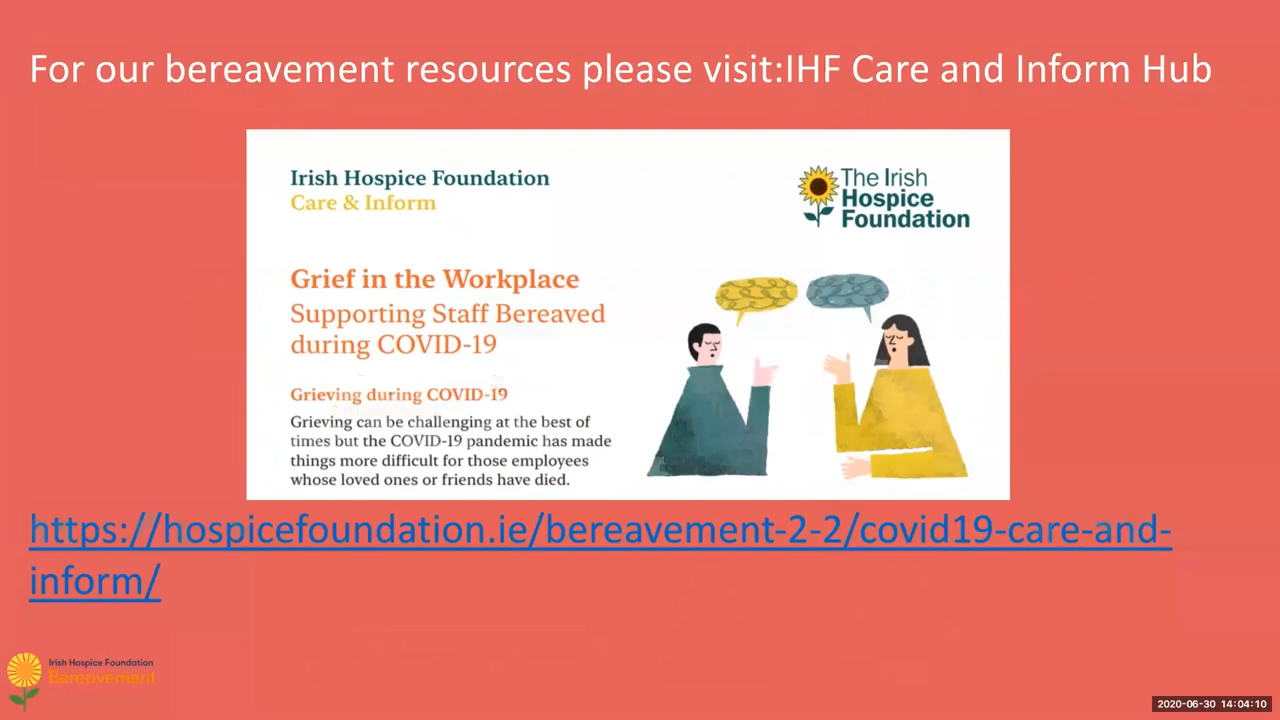 For our bereavement resources please visit:IHF Care and Inform Hub
Irish Hospice Foundation
Care & Inform
The Irish
Hospice
Foundation
Grief in the Workplace
Supporting Staff Bereaved
during COVID-19
Grieving during COVID-19
Grieving can be challenging at the best of
times but the COVID-19 pandemic has made
things more difficult for those employees
whose loved ones or friends have died.
https://hospicefoundation.ie/bereavement-2-2/covid19-care-and-
inform/
Irish Hospice Foundation
Bereavement
2020-06-30 14:04:10